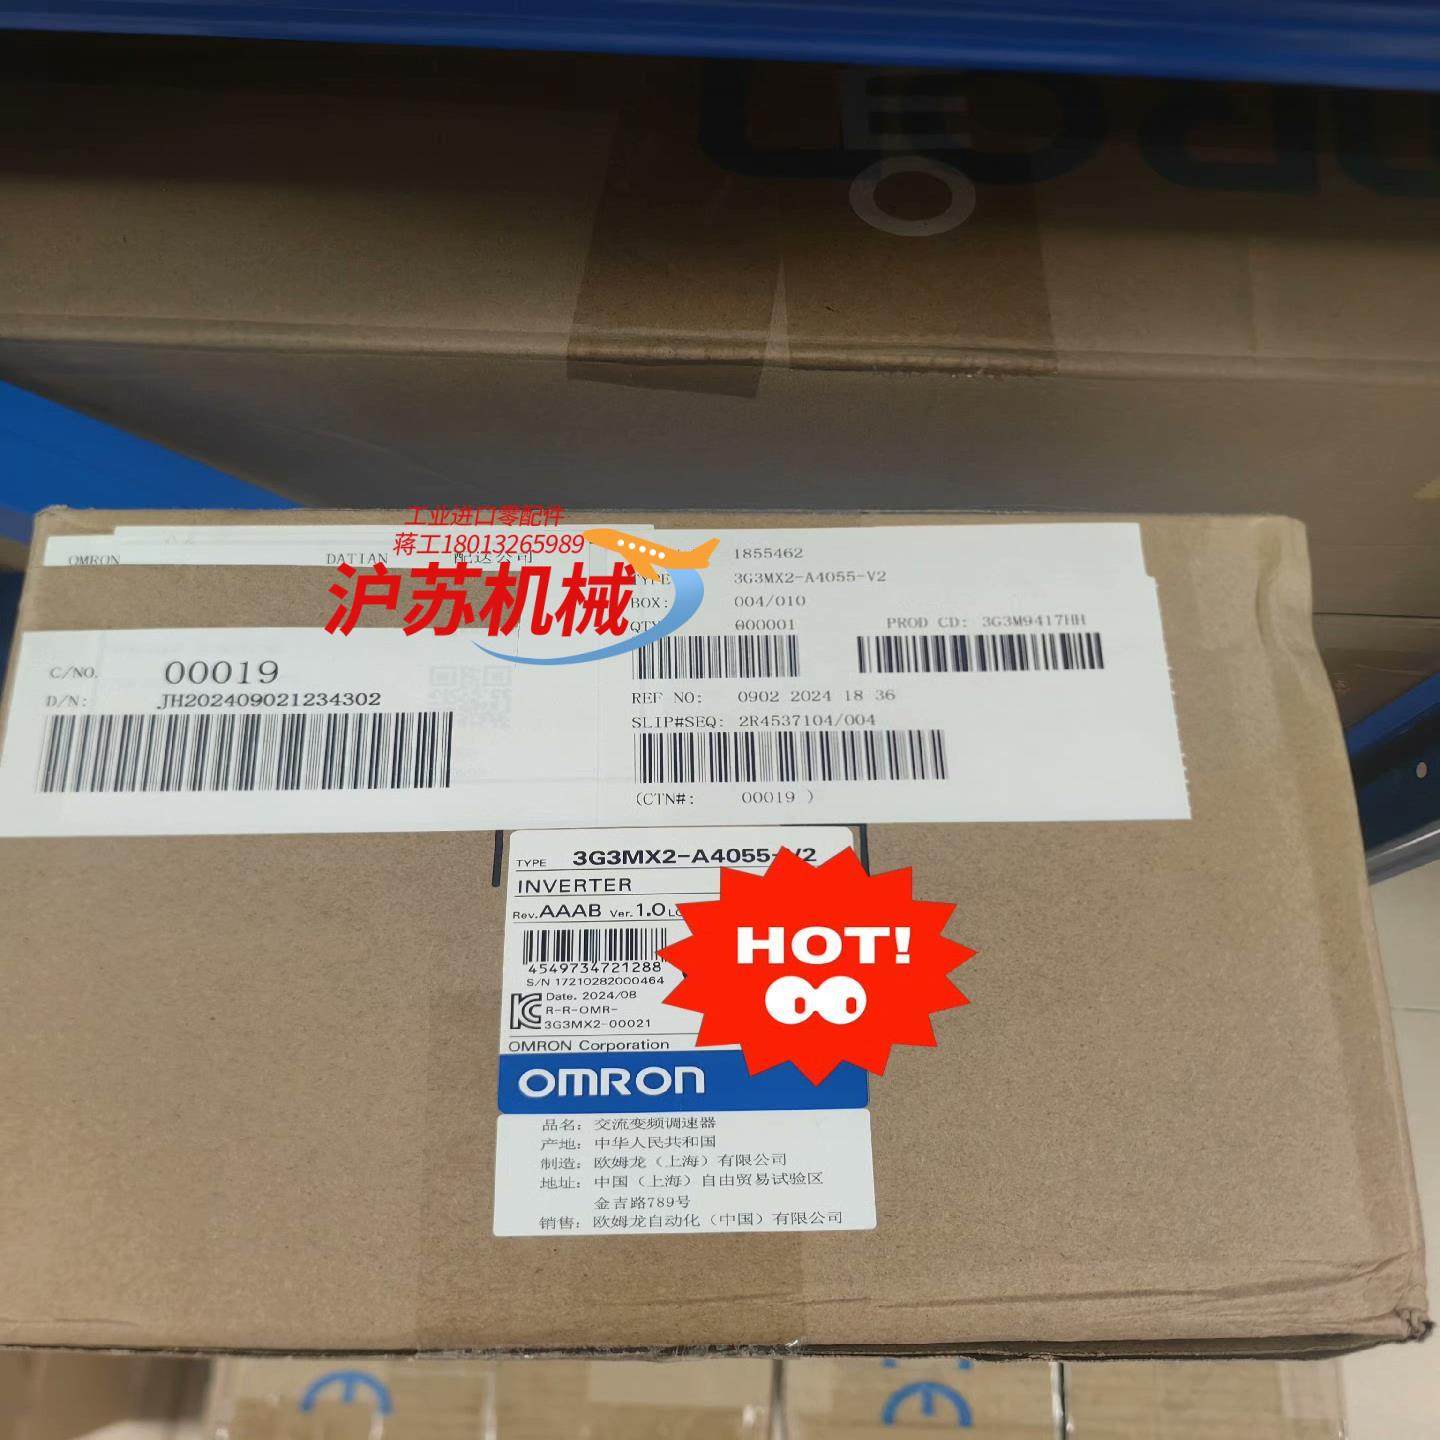 工业进口零配件
蒋工18013265989
沪苏机械
OMRON DATIAN 配送公司
1855462
TYPE 3G3MX2-A4055-V2
BOX: 004/010
QTY 000001 PROD CD: 3G3M9417HH
C/NO. 00019
D/N: JH202409021234302
REF NO: 0902 2024 18 36
SLIP#SEQ: 2R4537104/004
(CTN#: 00019 )
TYPE 3G3MX2-A4055-V2
INVERTER
Rev. AAAB Ver. 1.0
4549734721288
S/N 17210282000464
Date. 2024/08
R-R-OMR-
3G3MX2-00021
OMRON Corporation
OMRON
HOT!
品名: 交流变频调速器
产地: 中华人民共和国
制造: 欧姆龙（上海）有限公司
地址: 中国（上海）自由贸易试验区
金吉路789号
销售: 欧姆龙自动化（中国）有限公司